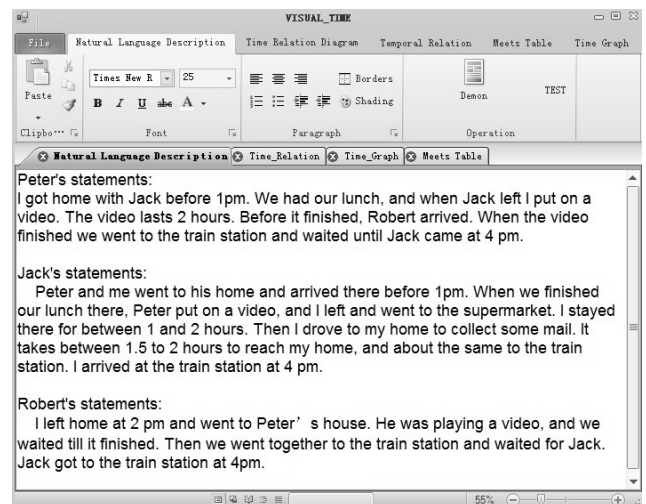 VISUAL_TIME
File Natural Language Description Time Relation Diagram Temporal Relation Meets Table Time Graph
Times New R 25
Borders
Paste
B I U abc A
Shading
Demon TEST
Clipbo… Font Paragraph Operation
Natural Language Description Time_Relation Time_Graph Meets Table
Peter's statements:
I got home with Jack before 1pm. We had our lunch, and when Jack left I put on a
video. The video lasts 2 hours. Before it finished, Robert arrived. When the video
finished we went to the train station and waited until Jack came at 4 pm.
Jack's statements:
Peter and me went to his home and arrived there before 1pm. When we finished
our lunch there, Peter put on a video, and I left and went to the supermarket. I stayed
there for between 1 and 2 hours. Then I drove to my home to collect some mail. It
takes between 1.5 to 2 hours to reach my home, and about the same to the train
station. I arrived at the train station at 4 pm.
Robert's statements:
I left home at 2 pm and went to Peter’s house. He was playing a video, and we
waited till it finished. Then we went together to the train station and waited for Jack.
Jack got to the train station at 4pm.
55%